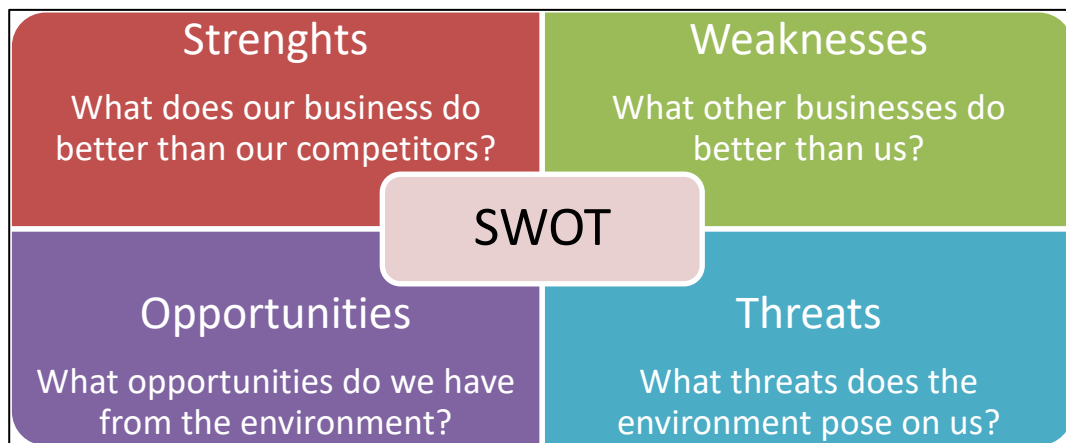 Strenghts
What does our business do
better than our competitors?
Weaknesses
What other businesses do
better than us?
SWOT
Opportunities
What opportunities do we have
from the environment?
Threats
What threats does the
environment pose on us?